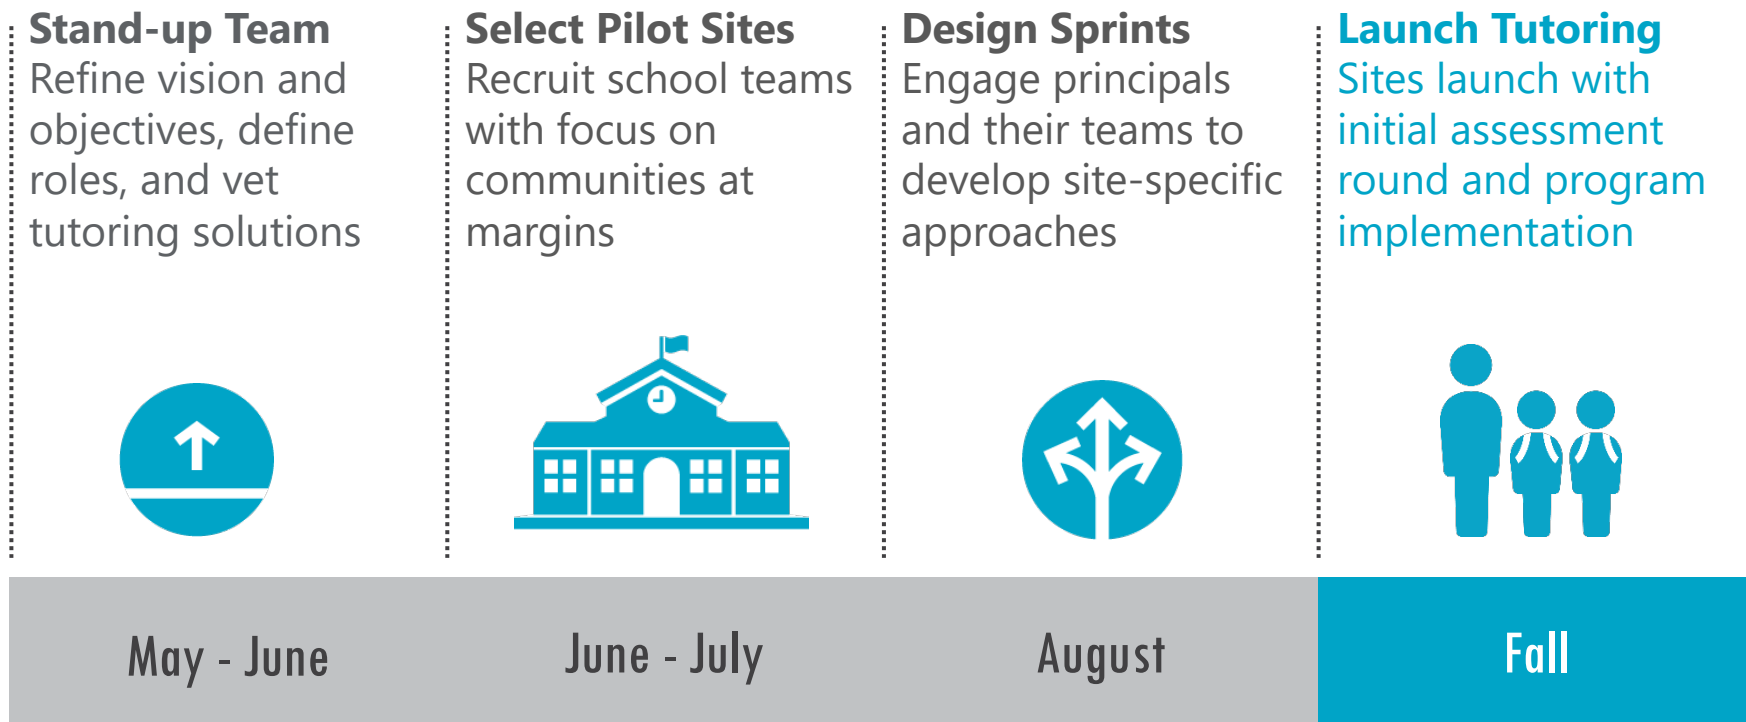 Stand-up Team
Refine vision and
objectives, define
roles, and vet
tutoring solutions
Select Pilot Sites
Recruit school teams
with focus on
communities at
margins
Design Sprints
Engage principals
and their teams to
develop site-specific
approaches
Launch Tutoring
Sites launch with
initial assessment
round and program
implementation
May - June
June - July
August
Fall